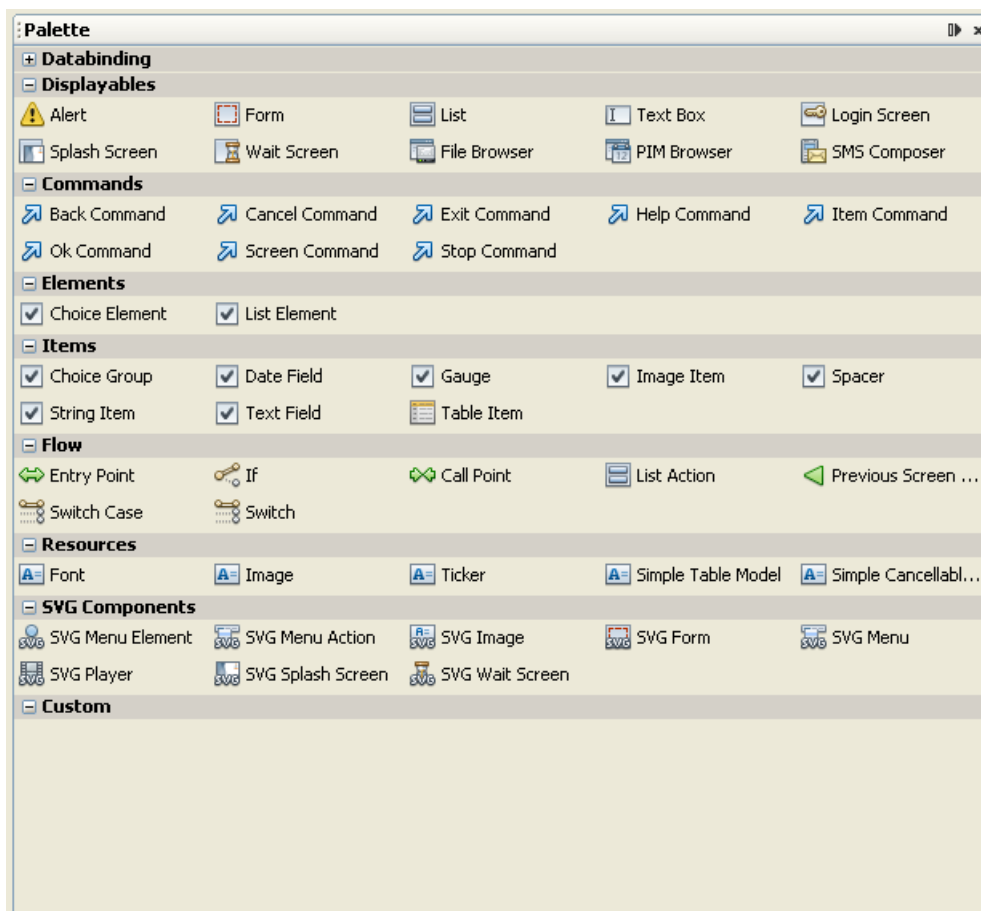 Palette
Databinding
Displayables
Alert Form List Text Box Login Screen
Splash Screen Wait Screen File Browser PIM Browser SMS Composer
Commands
Back Command Cancel Command Exit Command Help Command Item Command
Ok Command Screen Command Stop Command
Elements
Choice Element List Element
Items
Choice Group Date Field Gauge Image Item Spacer
String Item Text Field Table Item
Flow
Entry Point If Call Point List Action Previous Screen ...
Switch Case Switch
Resources
Font Image Ticker Simple Table Model Simple Cancellabl...
SVG Components
SVG Menu Element SVG Menu Action SVG Image SVG Form SVG Menu
SVG Player SVG Splash Screen SVG Wait Screen
Custom